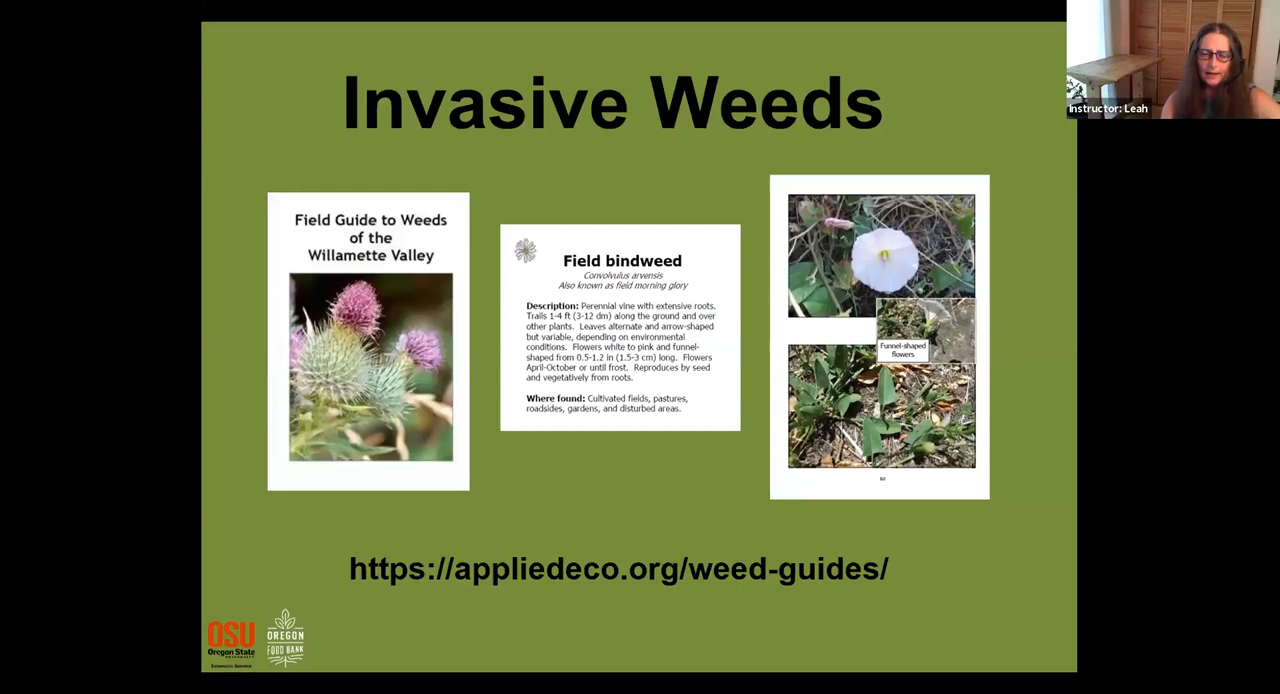 Invasive Weeds
Instructor: Leah
Field Guide to Weeds
of the
Willamette Valley
Field bindweed
Convolvulus arvensis
Also known as field morning glory
Description: Perennial vine with extensive roots.
Trails 1-4 ft (3-12 dm) along the ground and over
other plants. Leaves alternate and arrow-shaped
but variable, depending on environmental
conditions. Flowers white to pink and funnel-
shaped from 0.5-1.2 in (1.5-3 cm) long. Flowers
April-October or until frost. Reproduces by seed
and vegetatively from roots.
Where found: Cultivated fields, pastures,
roadsides, gardens, and disturbed areas.
Funnel-shaped
flowers
60
https://appliedeco.org/weed-guides/
OSU
Oregon State
UNIVERSITY
Extension Service
OREGON
FOOD BANK